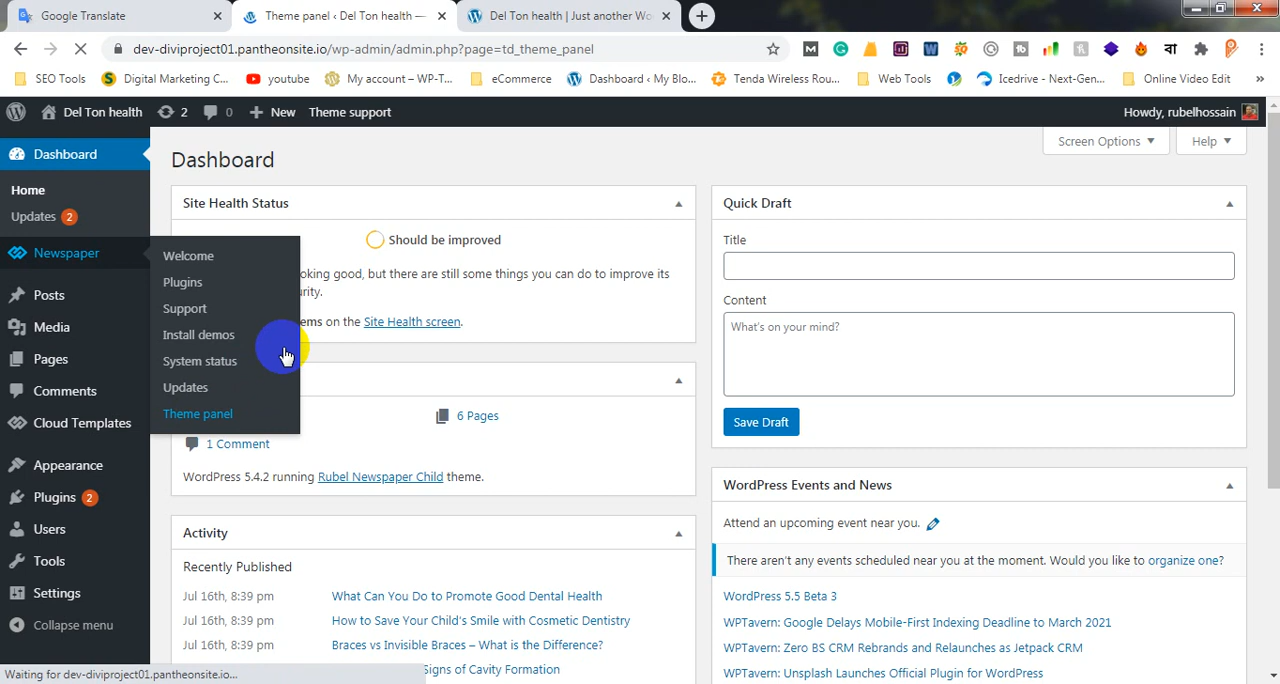 Google Translate
Theme panel ‹ Del Ton health —
Del Ton health | Just another Wo
dev-diviproject01.pantheonsite.io/wp-admin/admin.php?page=td_theme_panel
SEO Tools
Digital Marketing C...
youtube
My account – WP-T...
eCommerce
Dashboard ‹ My Blo...
Tenda Wireless Rou...
Web Tools
Icedrive - Next-Gen...
Online Video Edit
»
Del Ton health
2
0
New
Theme support
Howdy, rubelhossain
Dashboard
Home
Updates 2
Newspaper
Posts
Media
Pages
Comments
Cloud Templates
Appearance
Plugins 2
Users
Tools
Settings
Collapse menu
Welcome
Plugins
Support
Install demos
System status
Updates
Theme panel
Dashboard
Screen Options
Help
Site Health Status
Should be improved
oking good, but there are still some things you can do to improve its
urity.
ems on the Site Health screen.
6 Pages
1 Comment
WordPress 5.4.2 running Rubel Newspaper Child theme.
Activity
Recently Published
Jul 16th, 8:39 pm What Can You Do to Promote Good Dental Health
Jul 16th, 8:39 pm How to Save Your Child's Smile with Cosmetic Dentistry
Jul 16th, 8:39 pm Braces vs Invisible Braces – What is the Difference?
Signs of Cavity Formation
Quick Draft
Title
Content
What's on your mind?
Save Draft
WordPress Events and News
Attend an upcoming event near you.
There aren't any events scheduled near you at the moment. Would you like to organize one?
WordPress 5.5 Beta 3
WPTavern: Google Delays Mobile-First Indexing Deadline to March 2021
WPTavern: Zero BS CRM Rebrands and Relaunches as Jetpack CRM
WPTavern: Unsplash Launches Official Plugin for WordPress
Waiting for dev-diviproject01.pantheonsite.io...